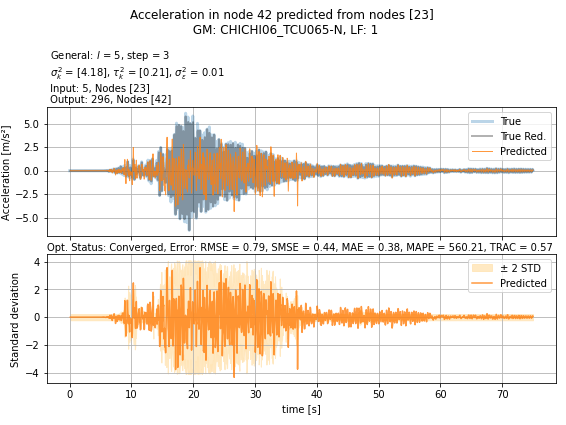 Acceleration in node 42 predicted from nodes [23]
GM: CHICHI06_TCU065-N, LF: 1
General: l = 5, step = 3
σ²ₖ = [4.18], τ²ₖ = [0.21], σ²ε = 0.01
Input: 5, Nodes [23]
Output: 296, Nodes [42]
Acceleration [m/s²]
5.0
2.5
0.0
−2.5
−5.0
True
True Red.
Predicted
Opt. Status: Converged, Error: RMSE = 0.79, SMSE = 0.44, MAE = 0.38, MAPE = 560.21, TRAC = 0.57
Standard deviation
4
2
0
−2
−4
± 2 STD
Predicted
0 10 20 30 40 50 60 70
time [s]